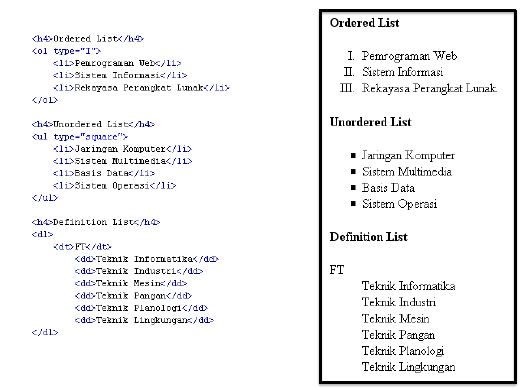 <h4>Ordered List</h4>
<ol type="I">
<li>Pemrograman Web</li>
<li>Sistem Informasi</li>
<li>Rekayasa Perangkat Lunak</li>
</ol>
<h4>Unordered List</h4>
<ul type="square">
<li>Jaringan Komputer</li>
<li>Sistem Multimedia</li>
<li>Basis Data</li>
<li>Sistem Operasi</li>
</ul>
<h4>Definition List</h4>
<dl>
<dt>FT</dt>
<dd>Teknik Informatika</dd>
<dd>Teknik Industri</dd>
<dd>Teknik Mesin</dd>
<dd>Teknik Pangan</dd>
<dd>Teknik Planologi</dd>
<dd>Teknik Lingkungan</dd>
</dl>
Ordered List
I. Pemrograman Web
II. Sistem Informasi
III. Rekayasa Perangkat Lunak
Unordered List
■ Jaringan Komputer
■ Sistem Multimedia
■ Basis Data
■ Sistem Operasi
Definition List
FT
Teknik Informatika
Teknik Industri
Teknik Mesin
Teknik Pangan
Teknik Planologi
Teknik Lingkungan